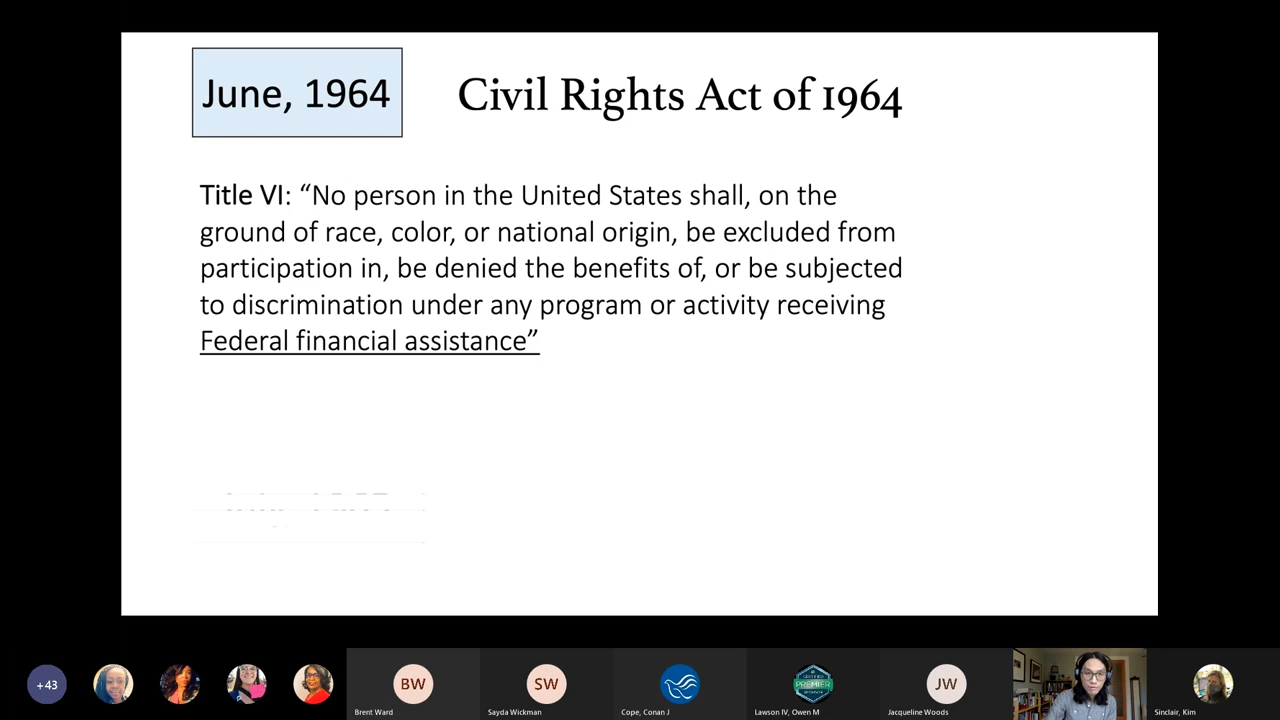 June, 1964
Civil Rights Act of 1964
Title VI: “No person in the United States shall, on the
ground of race, color, or national origin, be excluded from
participation in, be denied the benefits of, or be subjected
to discrimination under any program or activity receiving
Federal financial assistance”
+43
BW
Brent Ward
SW
Sayda Wickman
Cope, Conan J
CERTIFIED
PREMIER
SPONSOR
Lawson IV, Owen M
JW
Jacqueline Woods
Sinclair, Kim